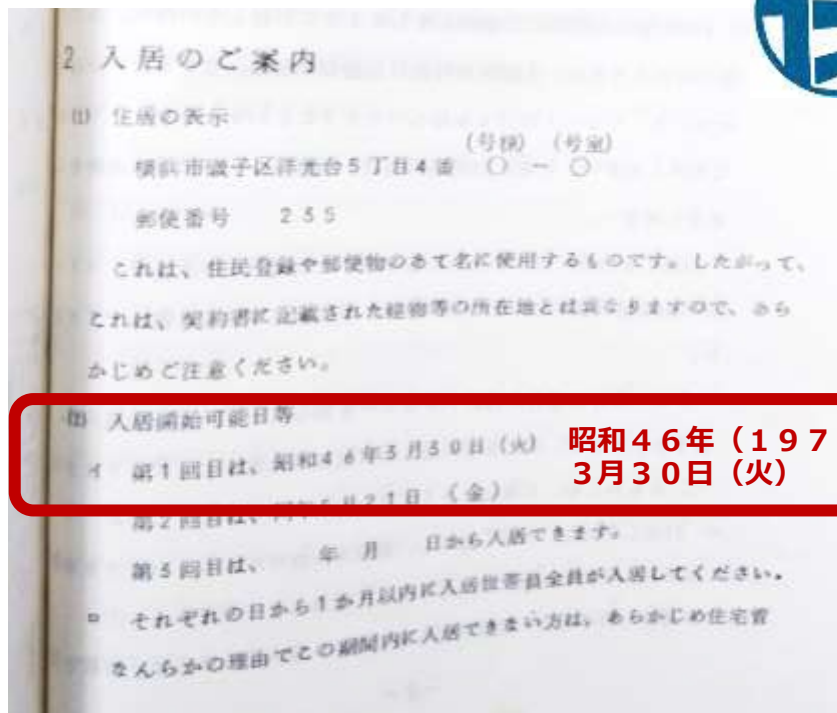 2 入居のご案内
(1) 住居の表示
(号棟) (号室)
横浜市磯子区洋光台5丁目4番 〇 ー 〇
郵便番号 235
これは、住民登録や郵便物のあて名に使用するものです。したがって、
これは、契約書に記載された建物等の所在地とは異なりますので、あら
かじめご注意ください。
(2) 入居開始可能日等
イ 第1回目は、昭和46年3月30日(火)
昭和46年(197
3月30日(火)
第2回目は、 月21日 (金)
第3回目は、 年 月 日から入居できます。
ロ それぞれの日から1か月以内に入居世帯員全員が入居してください。
なんらかの理由でこの期間内に入居できない方は、あらかじめ住宅管